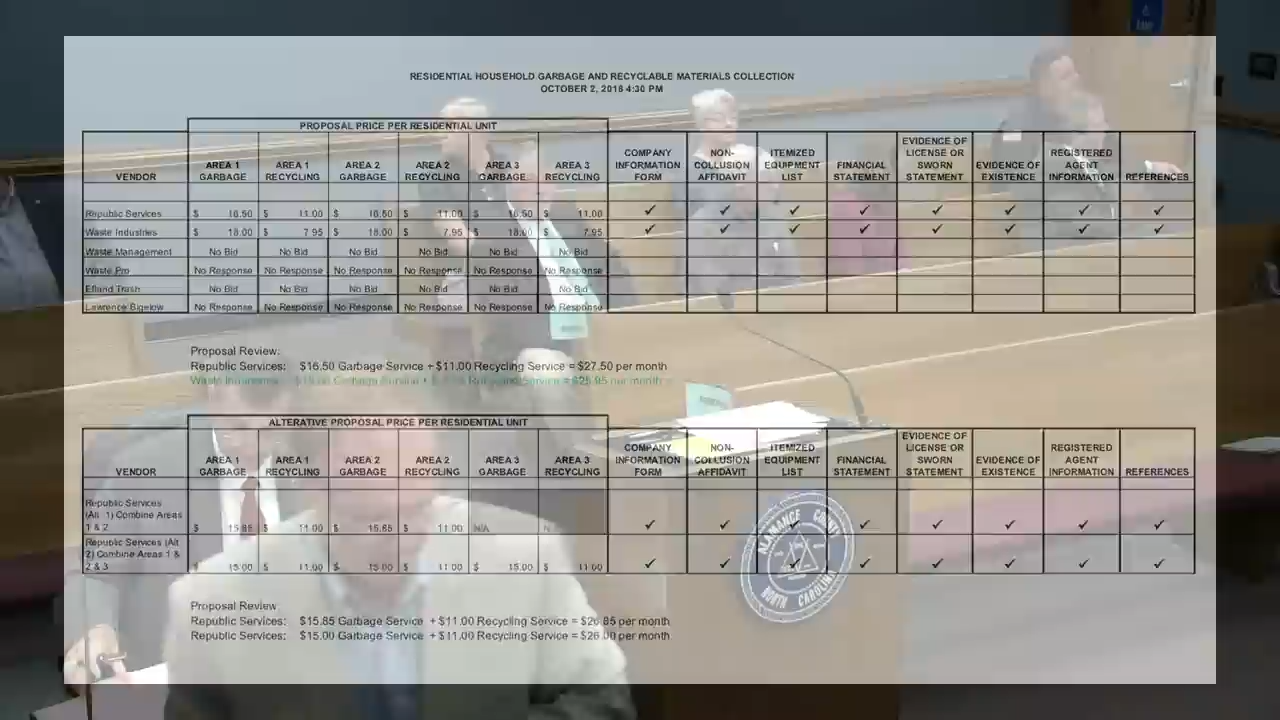 RESIDENTIAL HOUSEHOLD GARBAGE AND RECYCLABLE MATERIALS COLLECTION
OCTOBER 2, 2018 4:30 PM
PROPOSAL PRICE PER RESIDENTIAL UNIT
VENDOR AREA 1 GARBAGE AREA 1 RECYCLING AREA 2 GARBAGE AREA 2 RECYCLING AREA 3 GARBAGE AREA 3 RECYCLING COMPANY INFORMATION FORM NON-COLLUSION AFFIDAVIT ITEMIZED EQUIPMENT LIST FINANCIAL STATEMENT EVIDENCE OF LICENSE OR SWORN STATEMENT EVIDENCE OF EXISTENCE REGISTERED AGENT INFORMATION REFERENCES
Republic Services $ 16.50 $ 11.00 $ 16.50 $ 11.00 $ 16.50 $ 11.00 ✓ ✓ ✓ ✓ ✓ ✓ ✓ ✓
Waste Industries $ 18.00 $ 7.95 $ 18.00 $ 7.95 $ 18.00 $ 7.95 ✓ ✓ ✓ ✓ ✓ ✓ ✓ ✓
Waste Management No Bid No Bid No Bid No Bid No Bid No Bid
Waste Pro No Response No Response No Response No Response No Response No Response
Efland Trash No Bid No Bid No Bid No Bid No Bid No Bid
Lawrence Bigelow No Response No Response No Response No Response No Response No Response
Proposal Review:
Republic Services: $16.50 Garbage Service + $11.00 Recycling Service = $27.50 per month
Garbage Service + Recycling Service = $25.95 per month
ALTERATIVE PROPOSAL PRICE PER RESIDENTIAL UNIT
VENDOR AREA 1 GARBAGE AREA 1 RECYCLING AREA 2 GARBAGE AREA 2 RECYCLING AREA 3 GARBAGE AREA 3 RECYCLING COMPANY INFORMATION FORM NON-COLLUSION AFFIDAVIT ITEMIZED EQUIPMENT LIST FINANCIAL STATEMENT EVIDENCE OF LICENSE OR SWORN STATEMENT EVIDENCE OF EXISTENCE REGISTERED AGENT INFORMATION REFERENCES
Republic Services (Alt 1) Combine Areas 1 & 2 $ 15.85 $ 11.00 $ 15.85 $ 11.00 N/A ✓ ✓ ✓ ✓ ✓ ✓ ✓ ✓
Republic Services (Alt 2) Combine Areas 1 & 2 & 3 $ 15.00 $ 11.00 $ 15.00 $ 11.00 $ 15.00 $ 11.00 ✓ ✓ ✓ ✓ ✓ ✓ ✓ ✓
Proposal Review
Republic Services: $15.85 Garbage Service + $11.00 Recycling Service = $26.85 per month
Republic Services: $15.00 Garbage Service + $11.00 Recycling Service = $26.00 per month
ALAMANCE COUNTY
NORTH CAROLINA